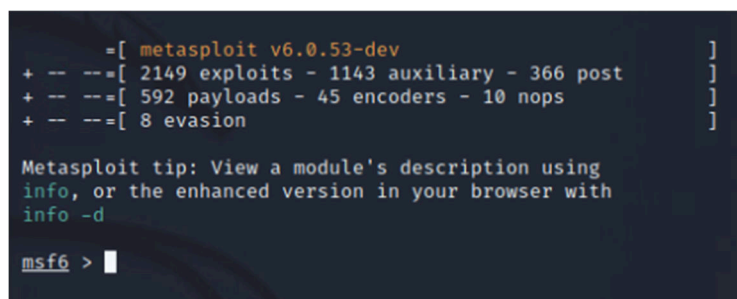 =[ metasploit v6.0.53-dev ]
+ -- --=[ 2149 exploits - 1143 auxiliary - 366 post ]
+ -- --=[ 592 payloads - 45 encoders - 10 nops ]
+ -- --=[ 8 evasion ]
Metasploit tip: View a module's description using
info, or the enhanced version in your browser with
info -d
msf6 >